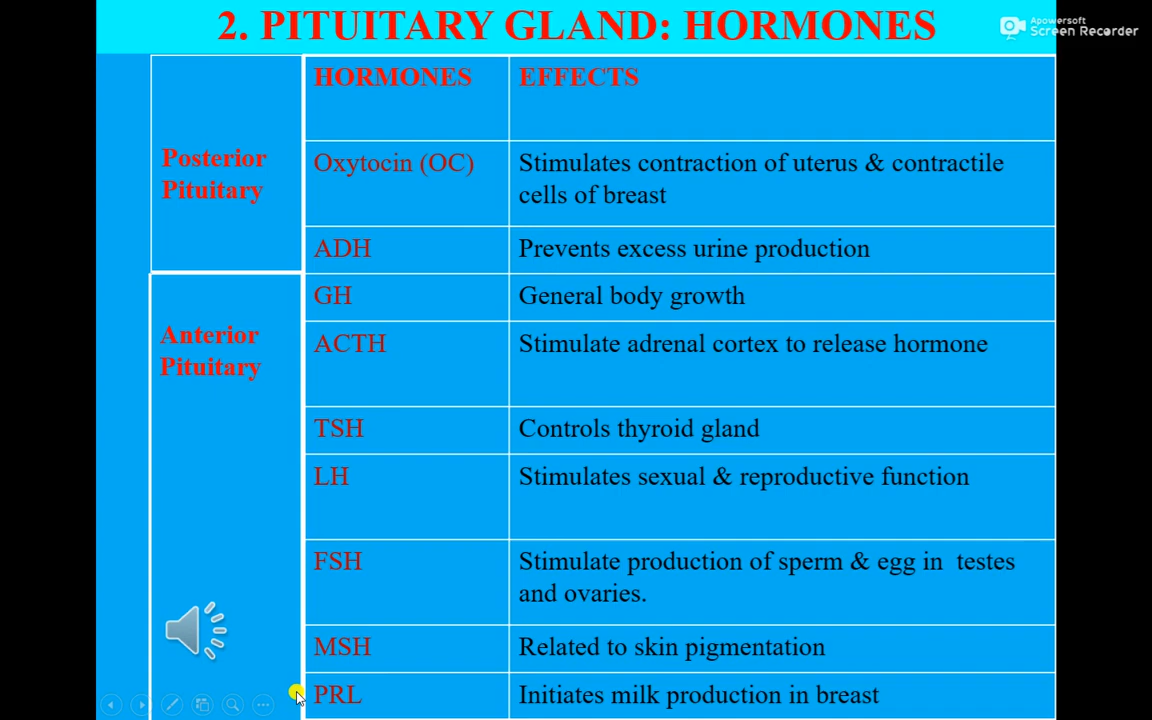 2. PITUITARY GLAND: HORMONES
Apowersoft
Screen Recorder
HORMONES
EFFECTS
Posterior
Pituitary
Oxytocin (OC)
Stimulates contraction of uterus & contractile
cells of breast
ADH
Prevents excess urine production
Anterior
Pituitary
GH
General body growth
ACTH
Stimulate adrenal cortex to release hormone
TSH
Controls thyroid gland
LH
Stimulates sexual & reproductive function
FSH
Stimulate production of sperm & egg in  testes
and ovaries.
MSH
Related to skin pigmentation
PRL
Initiates milk production in breast